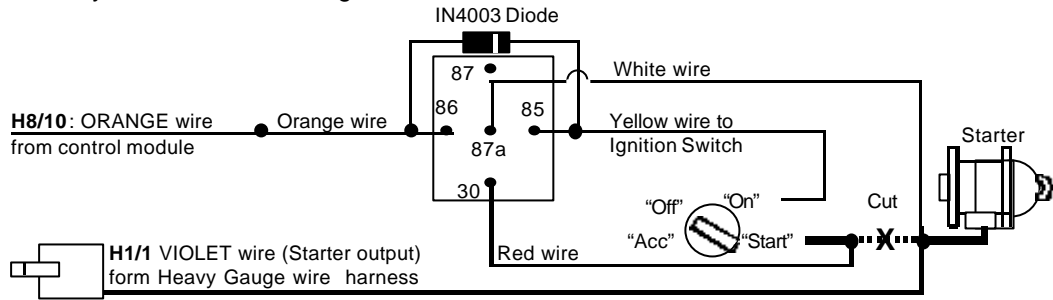 IN4003 Diode
87
White wire
86
85
H8/10: ORANGE wire
from control module
Orange wire
Yellow wire to
Ignition Switch
87a
Starter
30
"Off"
"On"
Cut
"Acc"
"Start"
X
H1/1 VIOLET wire (Starter output)
form Heavy Gauge wire harness
Red wire